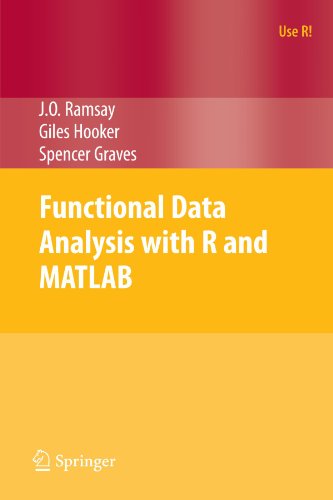 Use R!
J.O. Ramsay
Giles Hooker
Spencer Graves
Functional Data
Analysis with R and
MATLAB
Springer